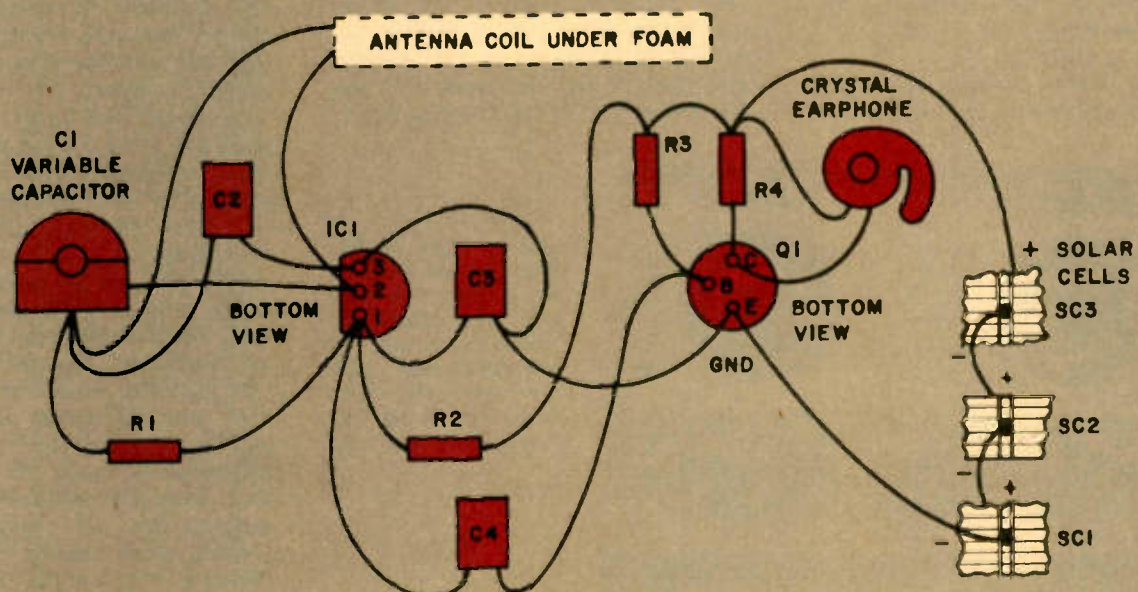 ANTENNA COIL UNDER FOAM
C1
VARIABLE
CAPACITOR
C2
IC1
3
2
1
BOTTOM
VIEW
C3
R3
R4
CRYSTAL
EARPHONE
Q1
C
B
E
BOTTOM
VIEW
GND
+ SOLAR
CELLS
SC3
-
+
SC2
-
+
SC1
-
R1
R2
C4